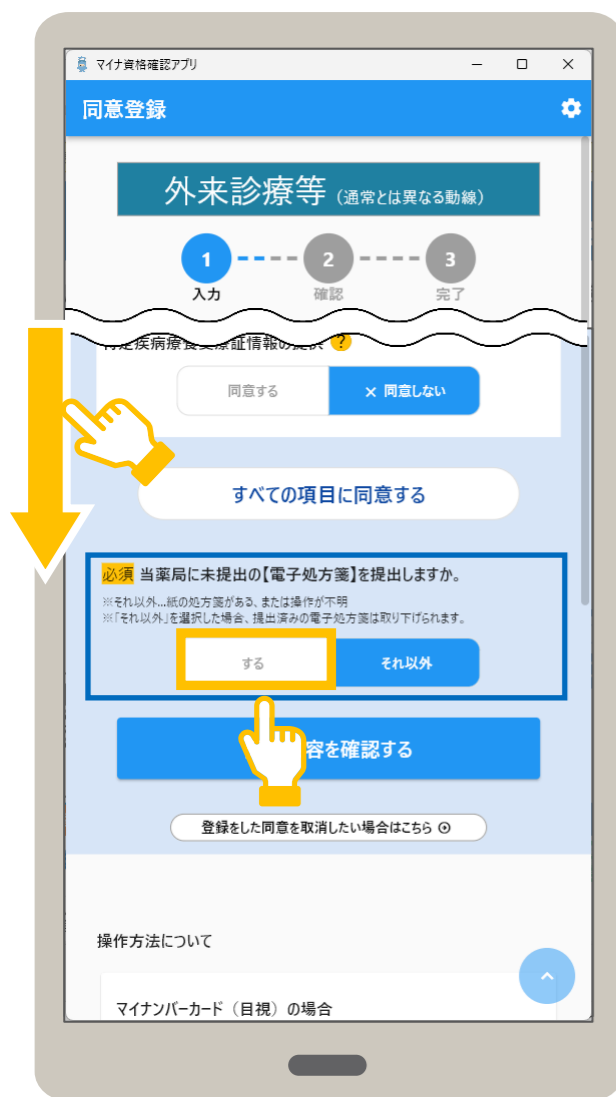 マイナ資格確認アプリ
同意登録
外来診療等 (通常とは異なる動線)
1 2 3
入力 確認 完了
?
同意する × 同意しない
すべての項目に同意する
必須 当薬局に未提出の【電子処方箋】を提出しますか。
※それ以外...紙の処方箋がある、または操作が不明
※「それ以外」を選択した場合、提出済みの電子処方箋は取り下げられます。
する それ以外
容を確認する
登録をした同意を取消したい場合はこちら
操作方法について
マイナンバーカード（目視）の場合